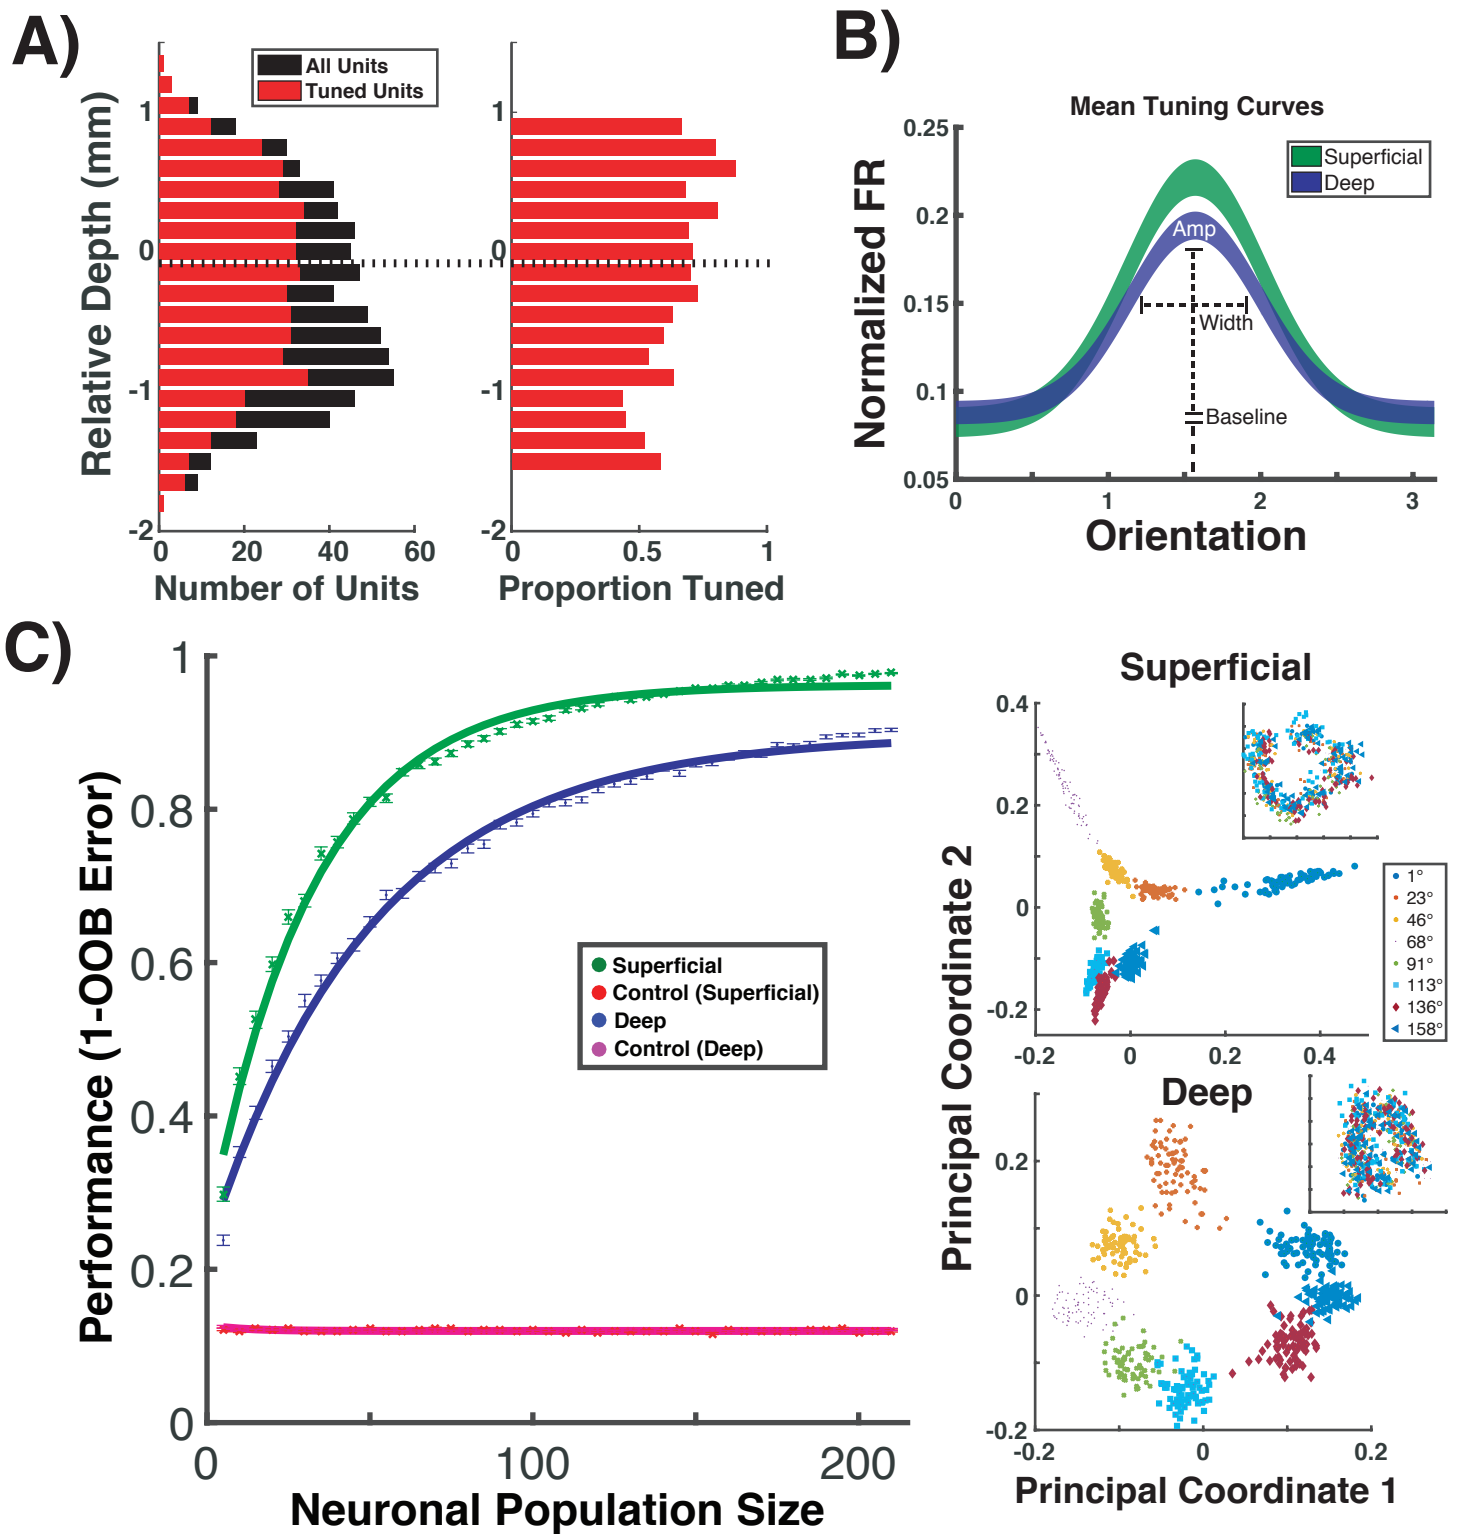 A)
All Units
Tuned Units
Relative Depth (mm)
1
0
-1
-2
0
20
40
60
Number of Units
1
0
-1
-2
0
0.5
1
Proportion Tuned
B)
Mean Tuning Curves
Superficial
Deep
Normalized FR
0.25
0.2
0.15
0.1
0.05
Amp
Width
Baseline
0
1
2
3
Orientation
C)
Performance (1-OOB Error)
1
0.8
0.6
0.4
0.2
0
Superficial
Control (Superficial)
Deep
Control (Deep)
0
100
200
Neuronal Population Size
Superficial
Principal Coordinate 2
0.4
0.2
0
-0.2
-0.2
0
0.2
0.4
1°
23°
46°
68°
91°
113°
136°
158°
Deep
0.2
0
-0.2
-0.2
0
0.2
Principal Coordinate 1